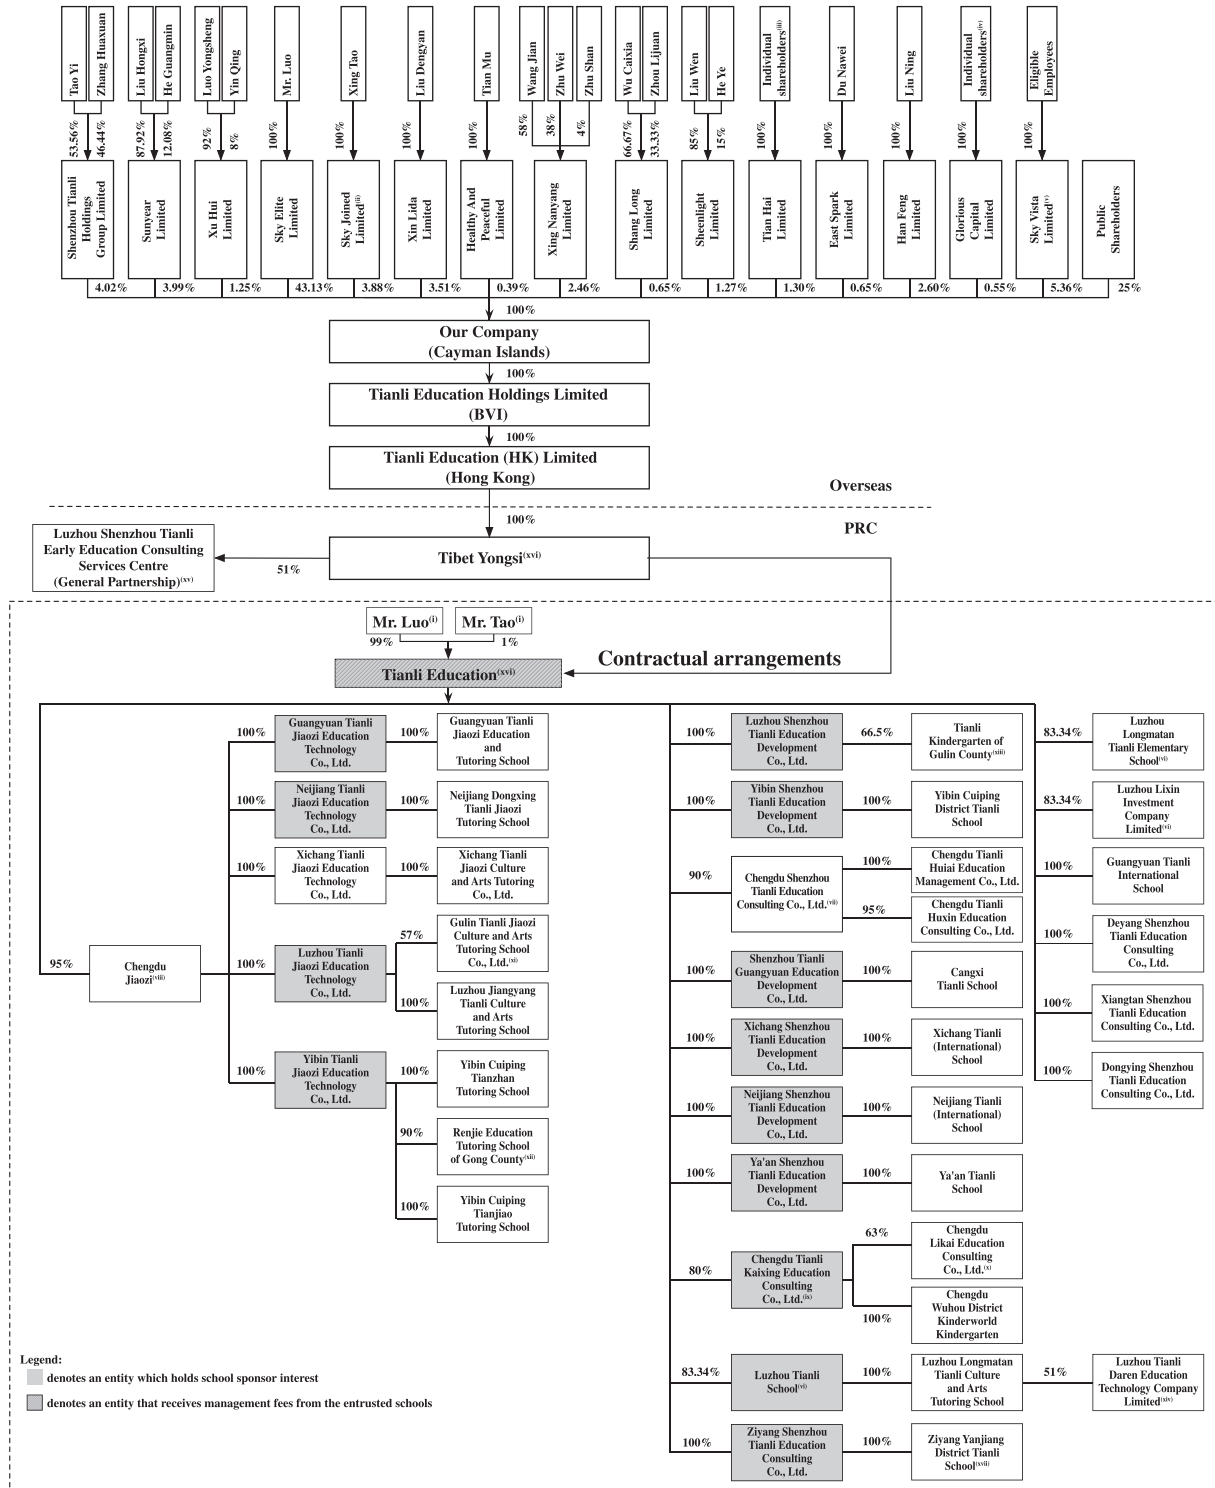 Tao Yi
Zhang Huaxuan
Liu Hongxi
He Guangmin
Luo Yongsheng
Yin Qing
Mr. Luo
Xing Tao
Liu Dengyan
Tian Mu
Wang Jian
Zhu Wei
Zhu Shan
Wu Caixia
Zhou Lijuan
Liu Wen
He Ye
Individual
shareholders(iii)
Du Nawei
Liu Ning
Individual
shareholders(iv)
Eligible
Employees
53.56%
46.44%
87.92%
12.08%
92%
8%
100%
100%
100%
100%
58%
38%
4%
66.67%
33.33%
85%
15%
100%
100%
100%
100%
100%
Shenzhou Tianli
Holdings
Group Limited
Sunyear
Limited
Xu Hui
Limited
Sky Elite
Limited
Sky Joined
Limited(ii)
Xin Lida
Limited
Healthy And
Peaceful
Limited
Xing Nanyang
Limited
Shang Long
Limited
Sheenlight
Limited
Tian Hai
Limited
East Spark
Limited
Han Feng
Limited
Glorious
Capital
Limited
Sky Vista
Limited(v)
Public
Shareholders
4.02%
3.99%
1.25%
43.13%
3.88%
3.51%
0.39%
2.46%
0.65%
1.27%
1.30%
0.65%
2.60%
0.55%
5.36%
25%
100%
Our Company
(Cayman Islands)
100%
Tianli Education Holdings Limited
(BVI)
100%
Tianli Education (HK) Limited
(Hong Kong)
Overseas
100%
PRC
Luzhou Shenzhou Tianli
Early Education Consulting
Services Centre
(General Partnership)(xv)
51%
Tibet Yongsi(xvi)
Mr. Luo(i)
Mr. Tao(i)
99%
1%
Contractual arrangements
Tianli Education(xvi)
95%
Chengdu
Jiaozi(viii)
100%
Guangyuan Tianli
Jiaozi Education
Technology
Co., Ltd.
100%
Guangyuan Tianli
Jiaozi Education
and
Tutoring School
100%
Neijiang Tianli
Jiaozi Education
Technology
Co., Ltd.
100%
Neijiang Dongxing
Tianli Jiaozi
Tutoring School
100%
Xichang Tianli
Jiaozi Education
Technology
Co., Ltd.
100%
Xichang Tianli
Jiaozi Culture
and Arts Tutoring
Co., Ltd.
100%
Luzhou Tianli
Jiaozi Education
Technology
Co., Ltd.
57%
Gulin Tianli Jiaozi
Culture and Arts
Tutoring School
Co., Ltd.(xi)
100%
Luzhou Jiangyang
Tianli Culture
and Arts
Tutoring School
100%
Yibin Tianli
Jiaozi Education
Technology
Co., Ltd.
100%
Yibin Cuiping
Tianzhan
Tutoring School
90%
Renjie Education
Tutoring School
of Gong County(xii)
100%
Yibin Cuiping
Tianjiao
Tutoring School
100%
Luzhou Shenzhou
Tianli Education
Development
Co., Ltd.
66.5%
Tianli
Kindergarten of
Gulin County(xiii)
100%
Yibin Shenzhou
Tianli Education
Development
Co., Ltd.
100%
Yibin Cuiping
District Tianli
School
90%
Chengdu Shenzhou
Tianli Education
Consulting Co., Ltd.(vii)
100%
Chengdu Tianli
Huiai Education
Management Co., Ltd.
95%
Chengdu Tianli
Huxin Education
Consulting Co., Ltd.
100%
Shenzhou Tianli
Guangyuan Education
Development
Co., Ltd.
100%
Cangxi
Tianli School
100%
Xichang Shenzhou
Tianli Education
Development
Co., Ltd.
100%
Xichang Tianli
(International)
School
100%
Neijiang Shenzhou
Tianli Education
Development
Co., Ltd.
100%
Neijiang Tianli
(International)
School
100%
Ya'an Shenzhou
Tianli Education
Development
Co., Ltd.
100%
Ya'an Tianli
School
80%
Chengdu Tianli
Kaixing Education
Consulting
Co., Ltd.(ix)
63%
Chengdu
Likai Education
Consulting
Co., Ltd.(x)
100%
Chengdu
Wuhou District
Kinderworld
Kindergarten
83.34%
Luzhou Tianli
School(vi)
100%
Luzhou Longmatan
Tianli Culture
and Arts
Tutoring School
51%
Luzhou Tianli
Daren Education
Technology Company
Limited(xiv)
100%
Ziyang Shenzhou
Tianli Education
Consulting
Co., Ltd.
100%
Ziyang Yanjiang
District Tianli
School(xvii)
83.34%
Luzhou
Longmatan
Tianli Elementary
School(vi)
83.34%
Luzhou Lixin
Investment
Company
Limited(vi)
100%
Guangyuan Tianli
International
School
100%
Deyang Shenzhou
Tianli Education
Consulting
Co., Ltd.
100%
Xiangtan Shenzhou
Tianli Education
Consulting Co., Ltd.
100%
Dongying Shenzhou
Tianli Education
Consulting Co., Ltd.
Legend:
denotes an entity which holds school sponsor interest
denotes an entity that receives management fees from the entrusted schools